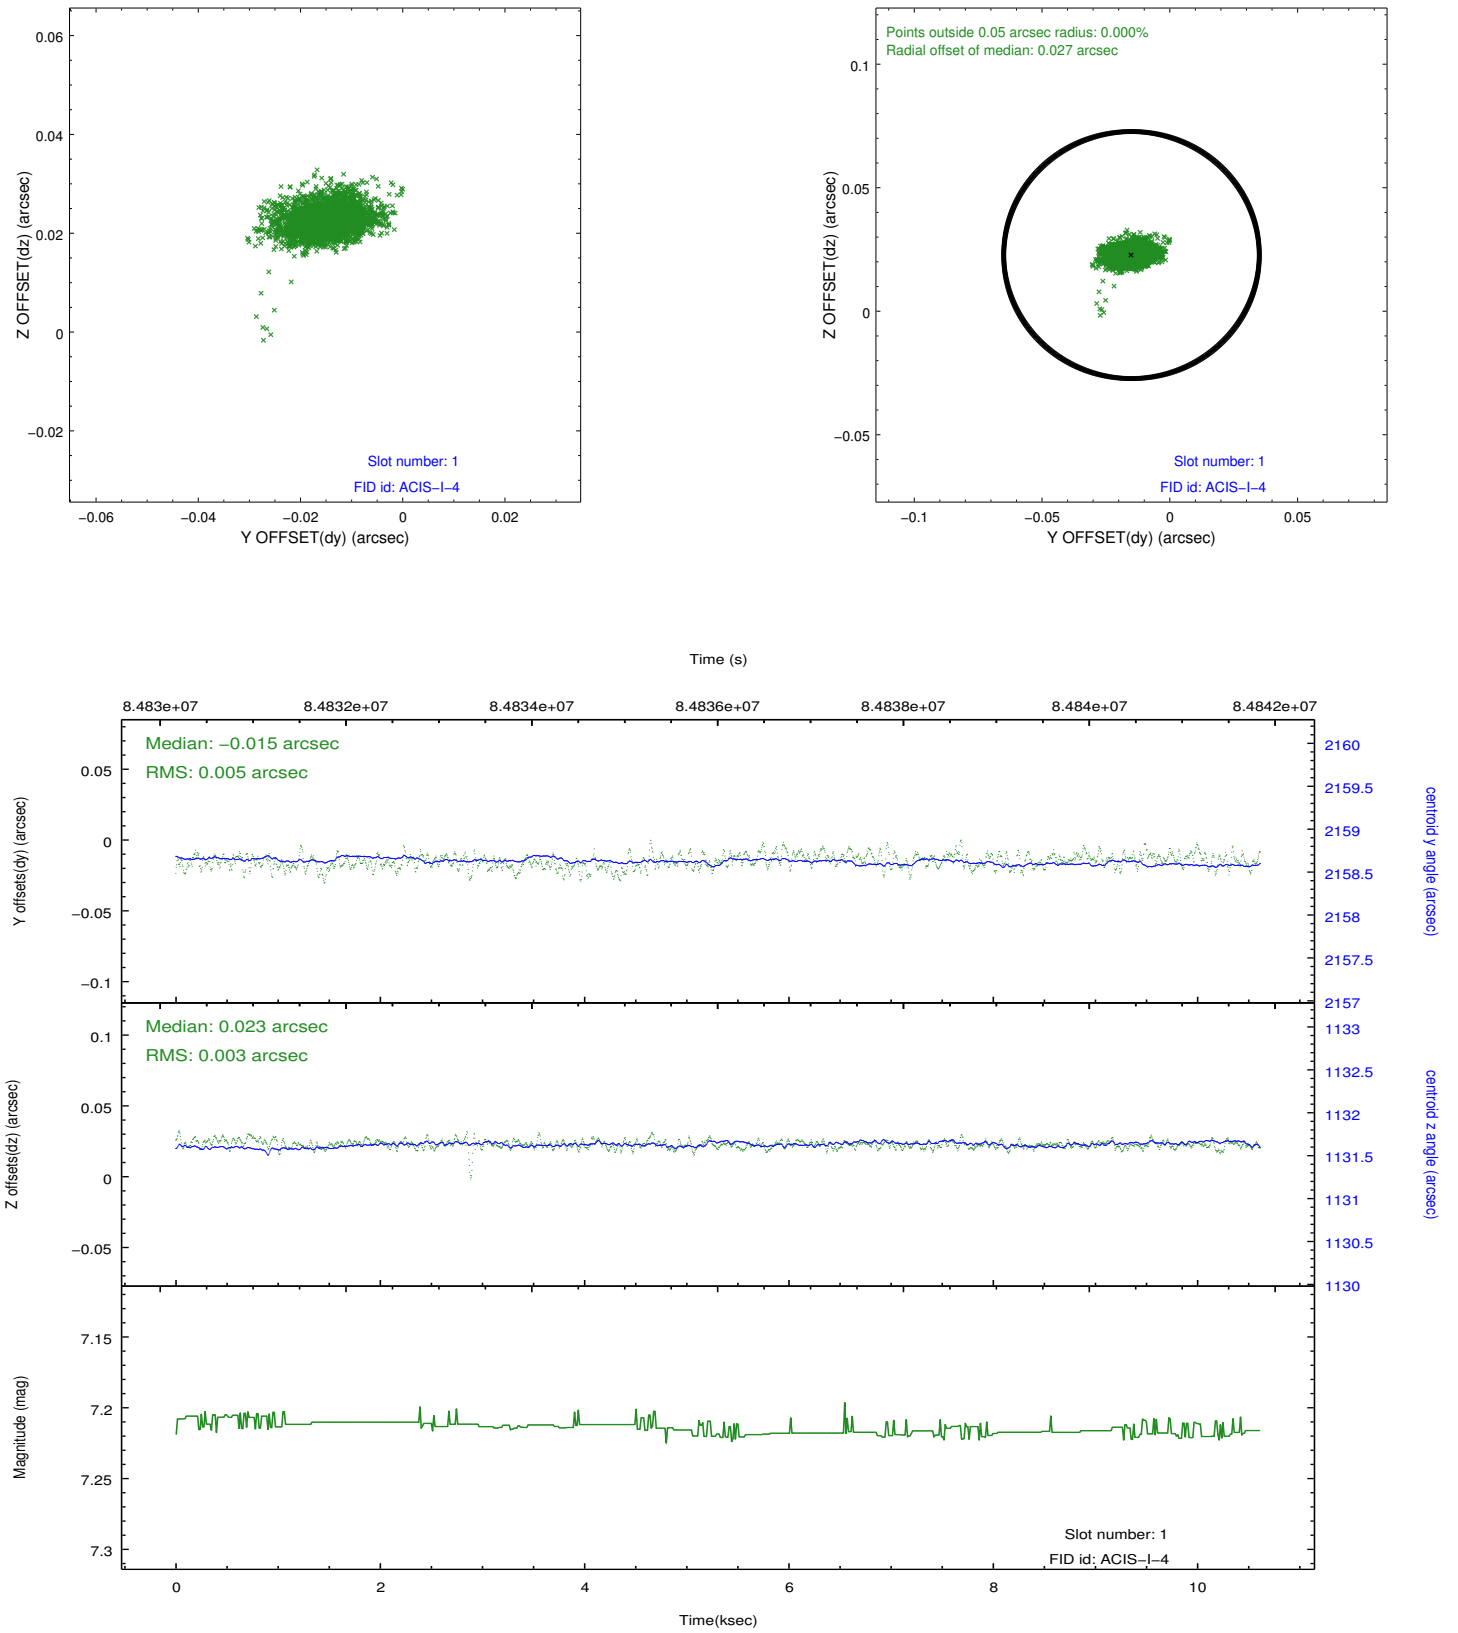 0.06
0.04
0.02
0
−0.02
Z OFFSET(dz) (arcsec)
Slot number: 1
FID id: ACIS−I−4
−0.06 −0.04 −0.02 0 0.02
Y OFFSET(dy) (arcsec)
Points outside 0.05 arcsec radius: 0.000%
Radial offset of median: 0.027 arcsec
0.1
0.05
0
−0.05
Z OFFSET(dz) (arcsec)
Slot number: 1
FID id: ACIS−I−4
−0.1 −0.05 0 0.05
Y OFFSET(dy) (arcsec)
Time (s)
8.483e+07 8.4832e+07 8.4834e+07 8.4836e+07 8.4838e+07 8.484e+07 8.4842e+07
Median: −0.015 arcsec
RMS: 0.005 arcsec
0.05
0
−0.05
−0.1
Y offsets(dy) (arcsec)
2160
2159.5
2159
2158.5
2158
2157.5
2157
centroid y angle (arcsec)
Median: 0.023 arcsec
RMS: 0.003 arcsec
0.1
0.05
0
−0.05
Z offsets(dz) (arcsec)
1133
1132.5
1132
1131.5
1131
1130.5
1130
centroid z angle (arcsec)
7.15
7.2
7.25
7.3
Magnitude (mag)
Slot number: 1
FID id: ACIS−I−4
0 2 4 6 8 10
Time(ksec)